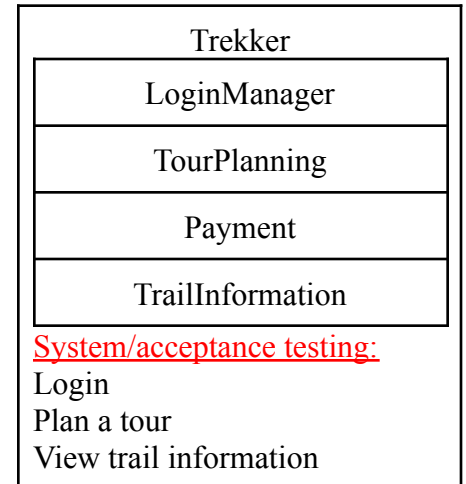 Trekker
LoginManager
TourPlanning
Payment
TrailInformation
System/acceptance testing:
Login
Plan a tour
View trail information